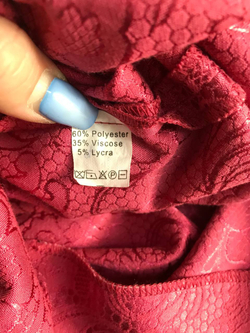 60% Polyester
35% Viscose
5% Lycra